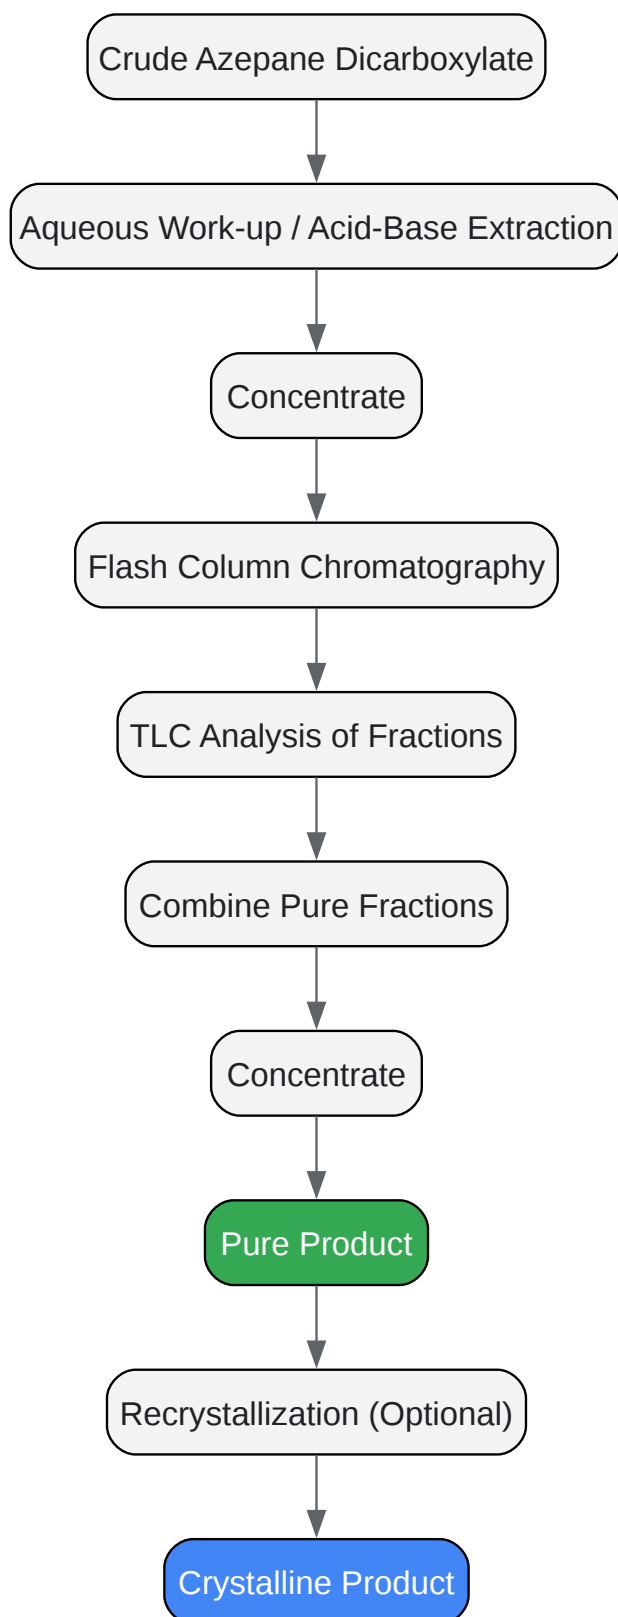 Crude Azepane Dicarboxylate
Aqueous Work-up / Acid-Base Extraction
Concentrate
Flash Column Chromatography
TLC Analysis of Fractions
Combine Pure Fractions
Concentrate
Pure Product
Recrystallization (Optional)
Crystalline Product